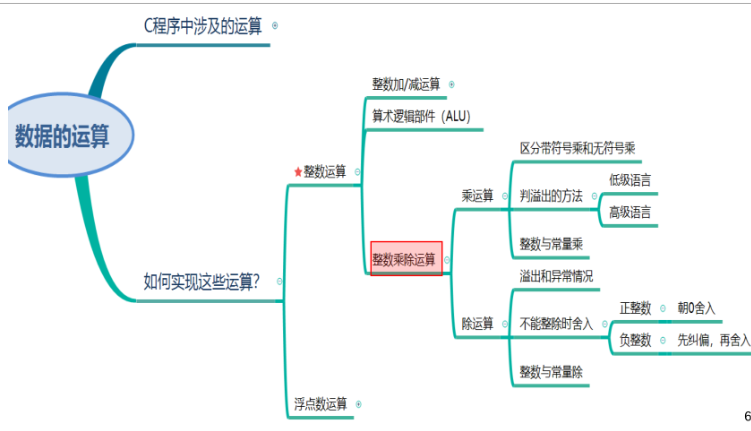 C程序中涉及的运算
数据的运算
如何实现这些运算?
★整数运算
整数加/减运算
算术逻辑部件（ALU）
整数乘除运算
乘运算
区分带符号乘和无符号乘
判溢出的方法
低级语言
高级语言
整数与常量乘
除运算
溢出和异常情况
不能整除时舍入
正整数
朝0舍入
负整数
先纠偏，再舍入
整数与常量除
浮点数运算
6